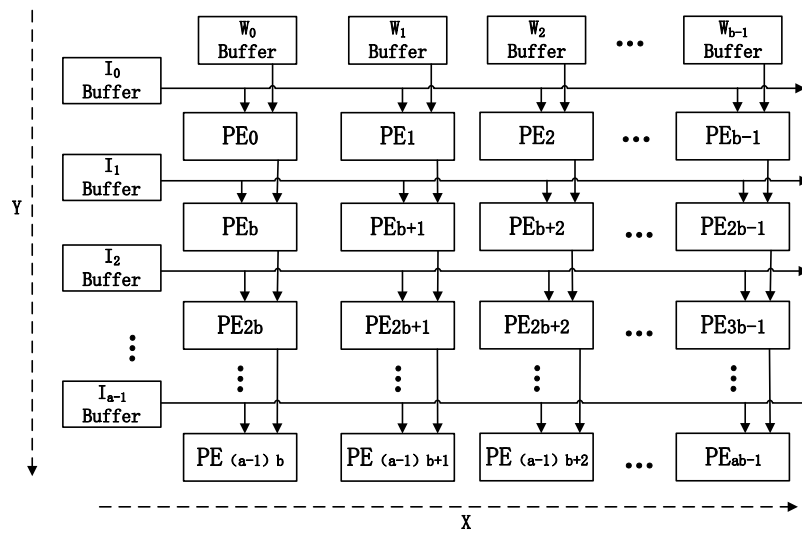 W₀ Buffer
W₁ Buffer
W₂ Buffer
...
W_b-1 Buffer
I₀ Buffer
PE0
PE1
PE2
...
PEb-1
I₁ Buffer
Y
PEb
PEb+1
PEb+2
...
PE2b-1
I₂ Buffer
PE2b
PE2b+1
PE2b+2
...
PE3b-1
I_a-1 Buffer
PE (a-1) b
PE (a-1) b+1
PE (a-1) b+2
...
PEab-1
X